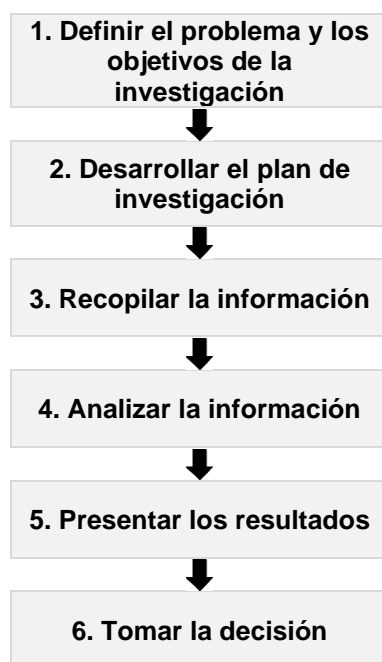 1. Definir el problema y los
objetivos de la
investigación
2. Desarrollar el plan de
investigación
3. Recopilar la información
4. Analizar la información
5. Presentar los resultados
6. Tomar la decisión